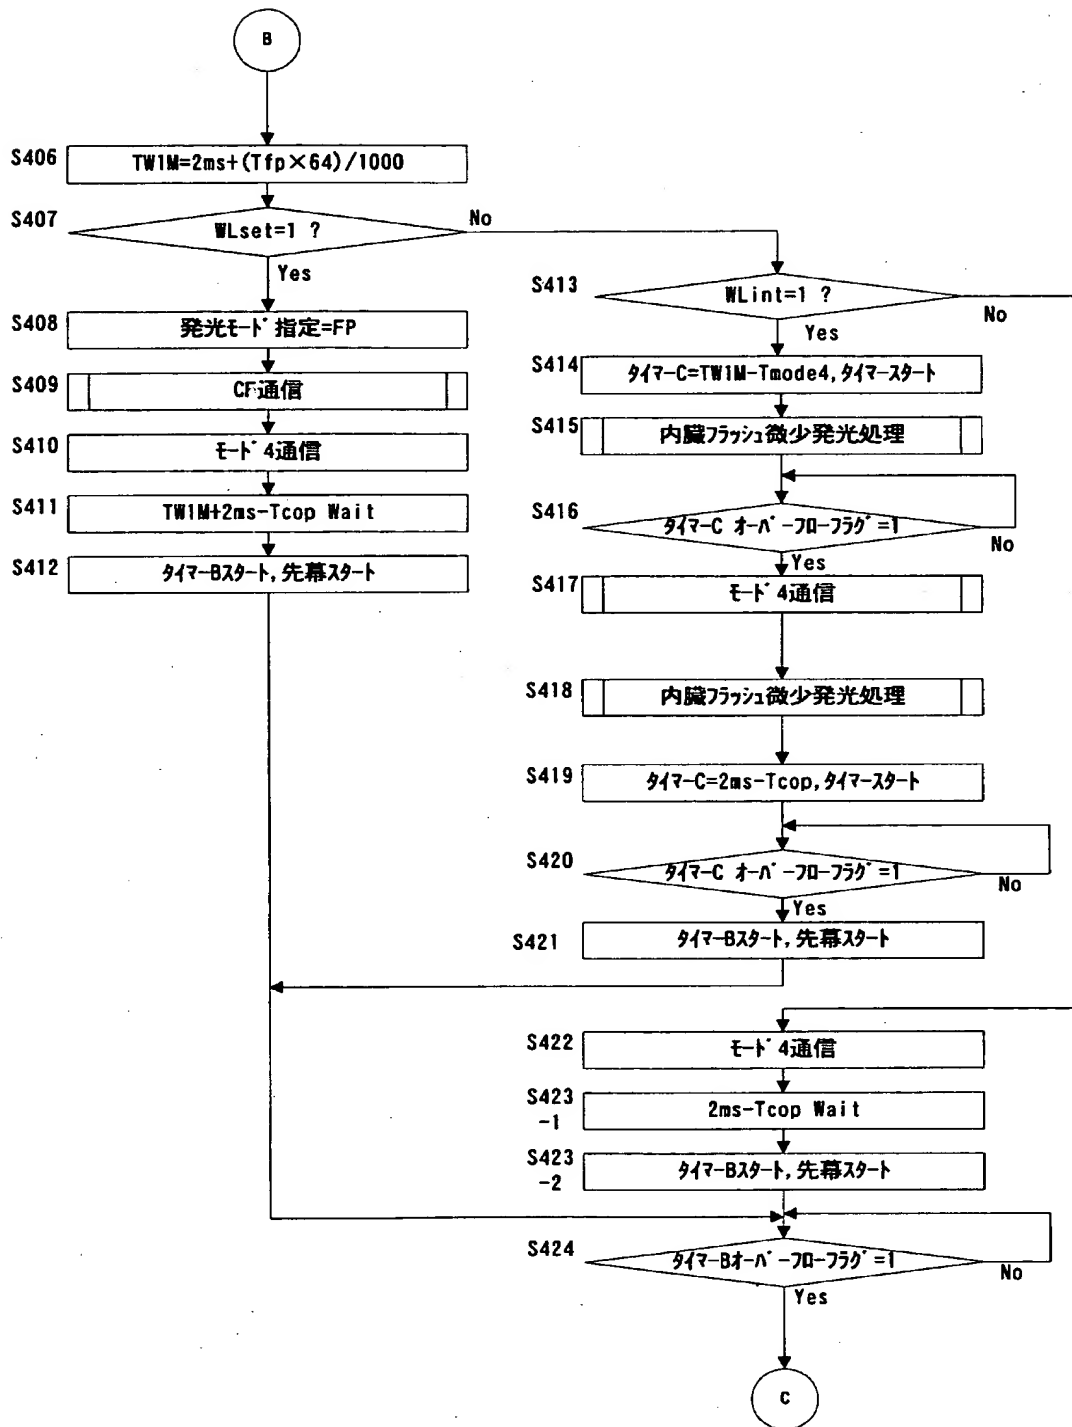 B
S406
TW1M=2ms+(Tfp×64)/1000
S407
WLset=1 ?
No
Yes
S408
発光モード指定=FP
S409
CF通信
S410
モード4通信
S411
TW1M+2ms-Tcop Wait
S412
タイマーBスタート,先幕スタート
S413
WLint=1 ?
No
Yes
S414
タイマーC=TW1M-Tmode4,タイマースタート
S415
内臓フラッシュ微少発光処理
S416
タイマーC オーバーフローフラグ=1
No
Yes
S417
モード4通信
S418
内臓フラッシュ微少発光処理
S419
タイマーC=2ms-Tcop,タイマースタート
S420
タイマーC オーバーフローフラグ=1
No
Yes
S421
タイマーBスタート,先幕スタート
S422
モード4通信
S423
-1
2ms-Tcop Wait
S423
-2
タイマーBスタート,先幕スタート
S424
タイマーBオーバーフローフラグ=1
No
Yes
C